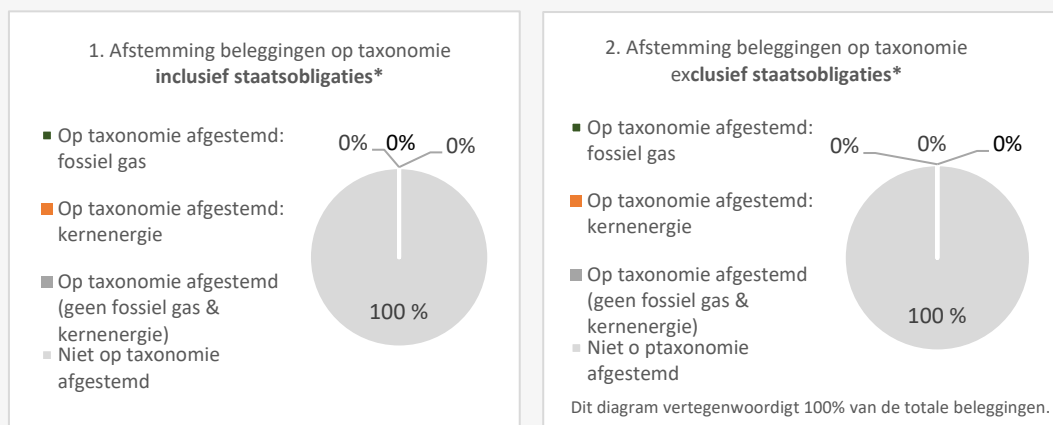 1. Afstemming beleggingen op taxonomie
inclusief staatsobligaties*
Op taxonomie afgestemd:
fossiel gas
Op taxonomie afgestemd:
kernenergie
Op taxonomie afgestemd
(geen fossiel gas &
kernenergie)
Niet op taxonomie
afgestemd
0% 0% 0%
100 %
2. Afstemming beleggingen op taxonomie
exclusief staatsobligaties*
Op taxonomie afgestemd:
fossiel gas
Op taxonomie afgestemd:
kernenergie
Op taxonomie afgestemd
(geen fossiel gas &
kernenergie)
Niet o ptaxonomie
afgestemd
0% 0% 0%
100 %
Dit diagram vertegenwoordigt 100% van de totale beleggingen.